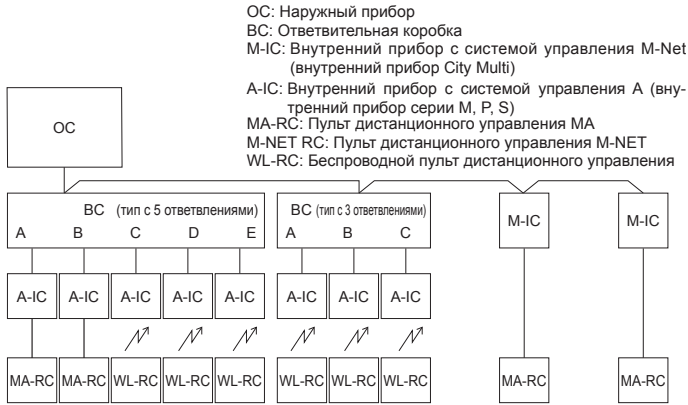 OC: Наружный прибор
BC: Ответвительная коробка
M-IC: Внутренний прибор с системой управления M-Net
(внутренний прибор City Multi)
A-IC: Внутренний прибор с системой управления A (вну-
тренний прибор серии M, P, S)
MA-RC: Пульт дистанционного управления MA
M-NET RC: Пульт дистанционного управления M-NET
WL-RC: Беспроводной пульт дистанционного управления
OC
BC (тип с 5 ответвлениями)
A B C D E
BC (тип с 3 ответвлениями)
A B C
M-IC M-IC
A-IC A-IC A-IC A-IC A-IC A-IC A-IC A-IC
MA-RC MA-RC WL-RC WL-RC WL-RC WL-RC WL-RC WL-RC MA-RC MA-RC